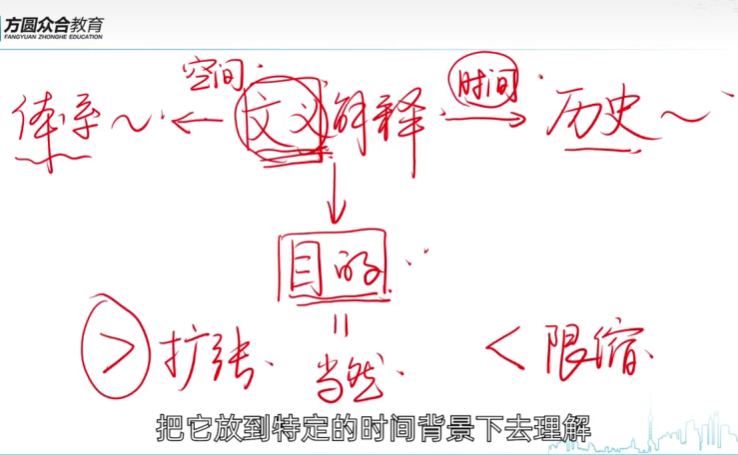 方圆众合教育
FANGYUAN ZHONGHE EDUCATION
空间 时间
体系～ ← 文义解释 → 历史～
↓
目的
> 扩张 = 当然 < 限缩
把它放到特定的时间背景下去理解